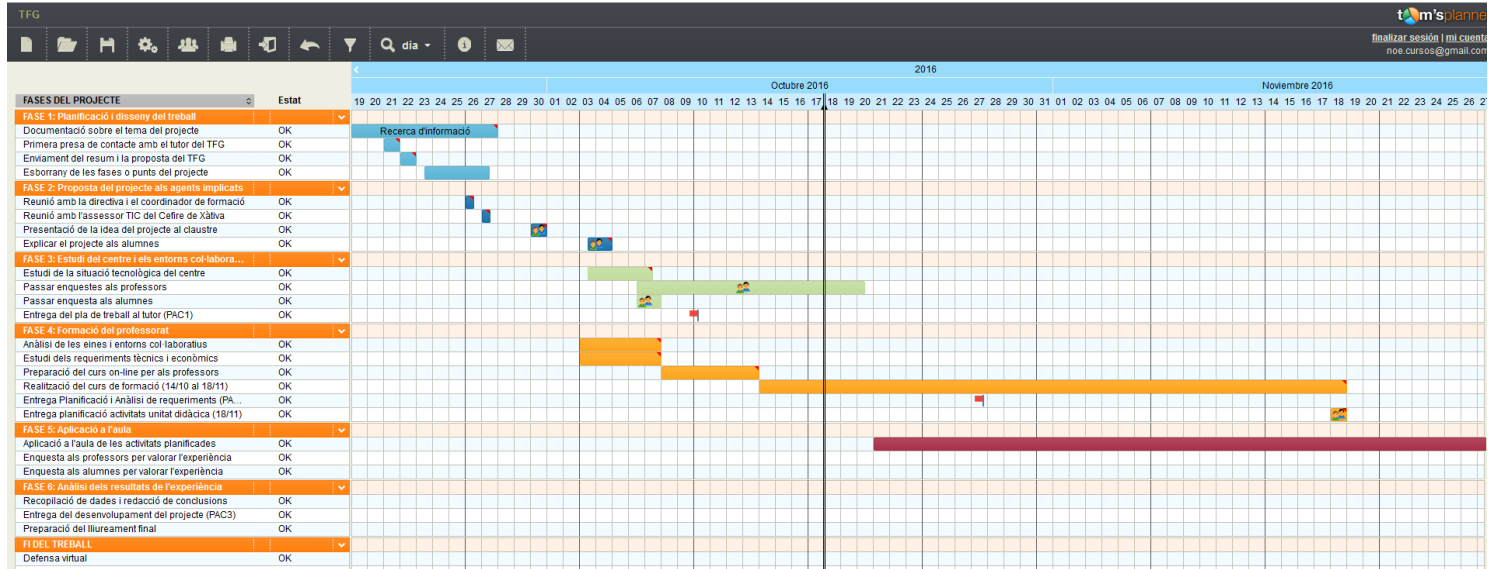 TFG
tom'splanne
día
finalizar sesión | mi cuenta
noe.cursos@gmail.com
2016
Octubre 2016 Noviembre 2016
FASES DEL PROJECTE Estat 19 20 21 22 23 24 25 26 27 28 29 30 01 02 03 04 05 06 07 08 09 10 11 12 13 14 15 16 17 18 19 20 21 22 23 24 25 26 27 28 29 30 31 01 02 03 04 05 06 07 08 09 10 11 12 13 14 15 16 17 18 19 20 21 22 23 24 25 26 27
FASE 1: Planificació i disseny del treball
Documentació sobre el tema del projecte OK Recerca d'informació
Primera presa de contacte amb el tutor del TFG OK
Enviament del resum i la proposta del TFG OK
Esborrany de les fases o punts del projecte OK
FASE 2: Proposta del projecte als agents implicats
Reunió amb la directiva i el coordinador de formació OK
Reunió amb l'assessor TIC del Cefire de Xàtiva OK
Presentació de la idea del projecte al claustre OK
Explicar el projecte als alumnes OK
FASE 3: Estudi del centre i els entorns col·labora...
Estudi de la situació tecnològica del centre OK
Passar enquestes als professors OK
Passar enquesta als alumnes OK
Entrega del pla de treball al tutor (PAC1) OK
FASE 4: Formació del professorat
Anàlisi de les eines i entorns col·laboratius OK
Estudi dels requeriments tècnics i econòmics OK
Preparació del curs on-line per als professors OK
Realització del curs de formació (14/10 al 18/11) OK
Entrega Planificació i Anàlisi de requeriments (PA... OK
Entrega planificació activitats unitat didàcica (18/11) OK
FASE 5: Aplicació a l'aula
Aplicació a l'aula de les activitats planificades OK
Enquesta als professors per valorar l'experiència OK
Enquesta als alumnes per valorar l'experiència OK
FASE 6: Anàlisi dels resultats de l'experiència
Recopilació de dades i redacció de conclusions OK
Entrega del desenvolupament del projecte (PAC3) OK
Preparació del lliureament final OK
FI DEL TREBALL
Defensa virtual OK